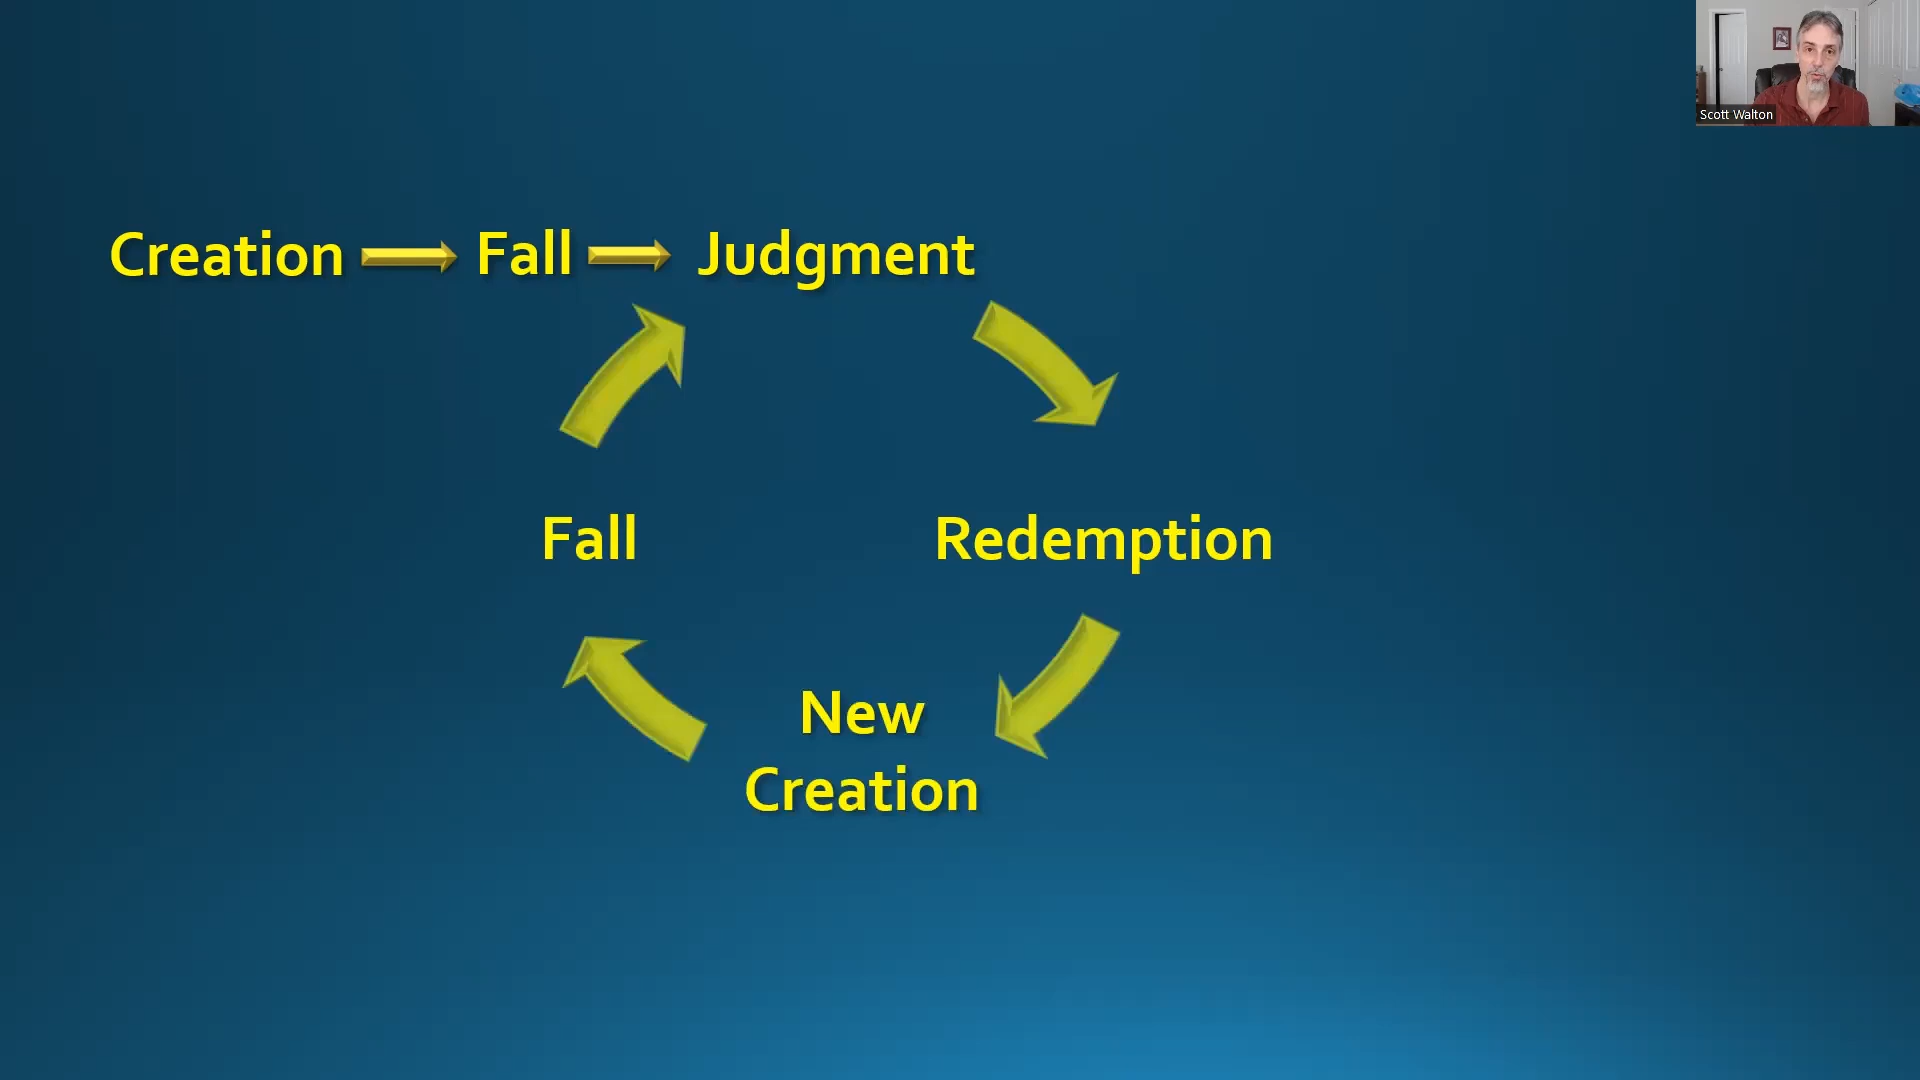 Scott Walton
Creation Fall Judgment
Fall Redemption
New
Creation